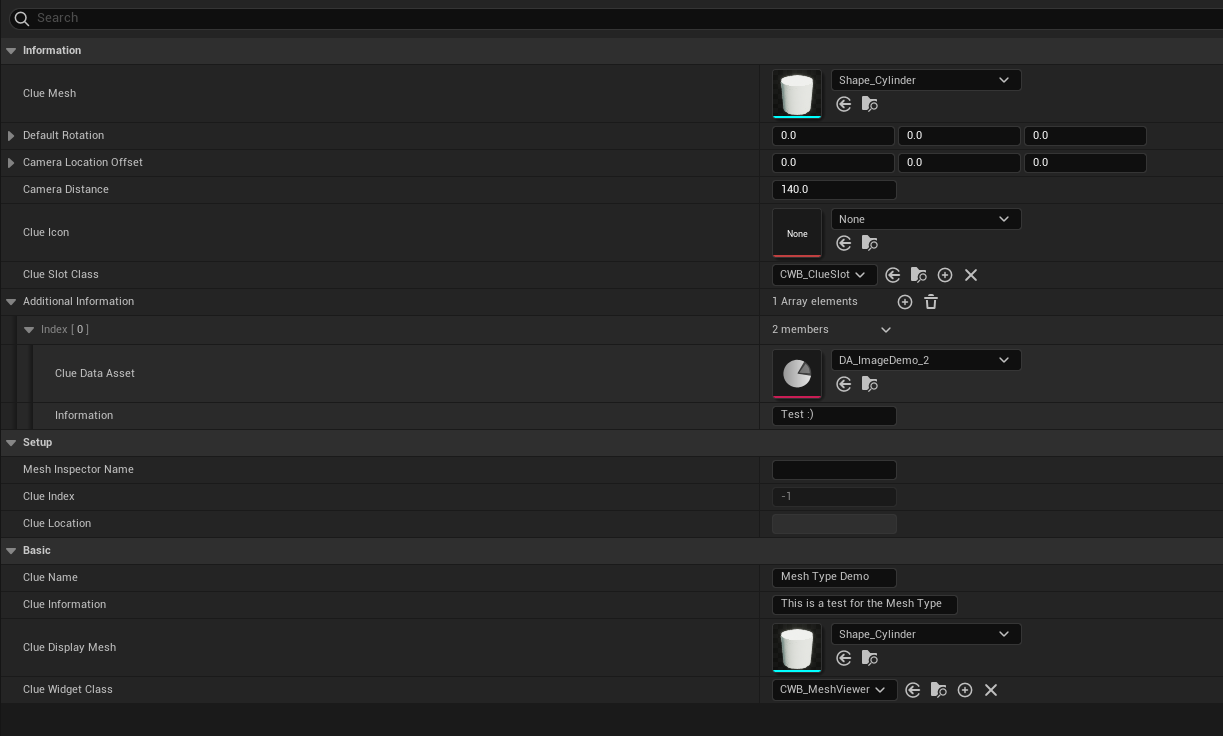 Search
Information
Clue Mesh
Shape_Cylinder
Default Rotation 0.0 0.0 0.0
Camera Location Offset 0.0 0.0 0.0
Camera Distance 140.0
Clue Icon
None
None
Clue Slot Class CWB_ClueSlot
Additional Information 1 Array elements
Index [ 0 ] 2 members
Clue Data Asset
DA_ImageDemo_2
Information Test :)
Setup
Mesh Inspector Name
Clue Index -1
Clue Location
Basic
Clue Name Mesh Type Demo
Clue Information This is a test for the Mesh Type
Clue Display Mesh
Shape_Cylinder
Clue Widget Class CWB_MeshViewer